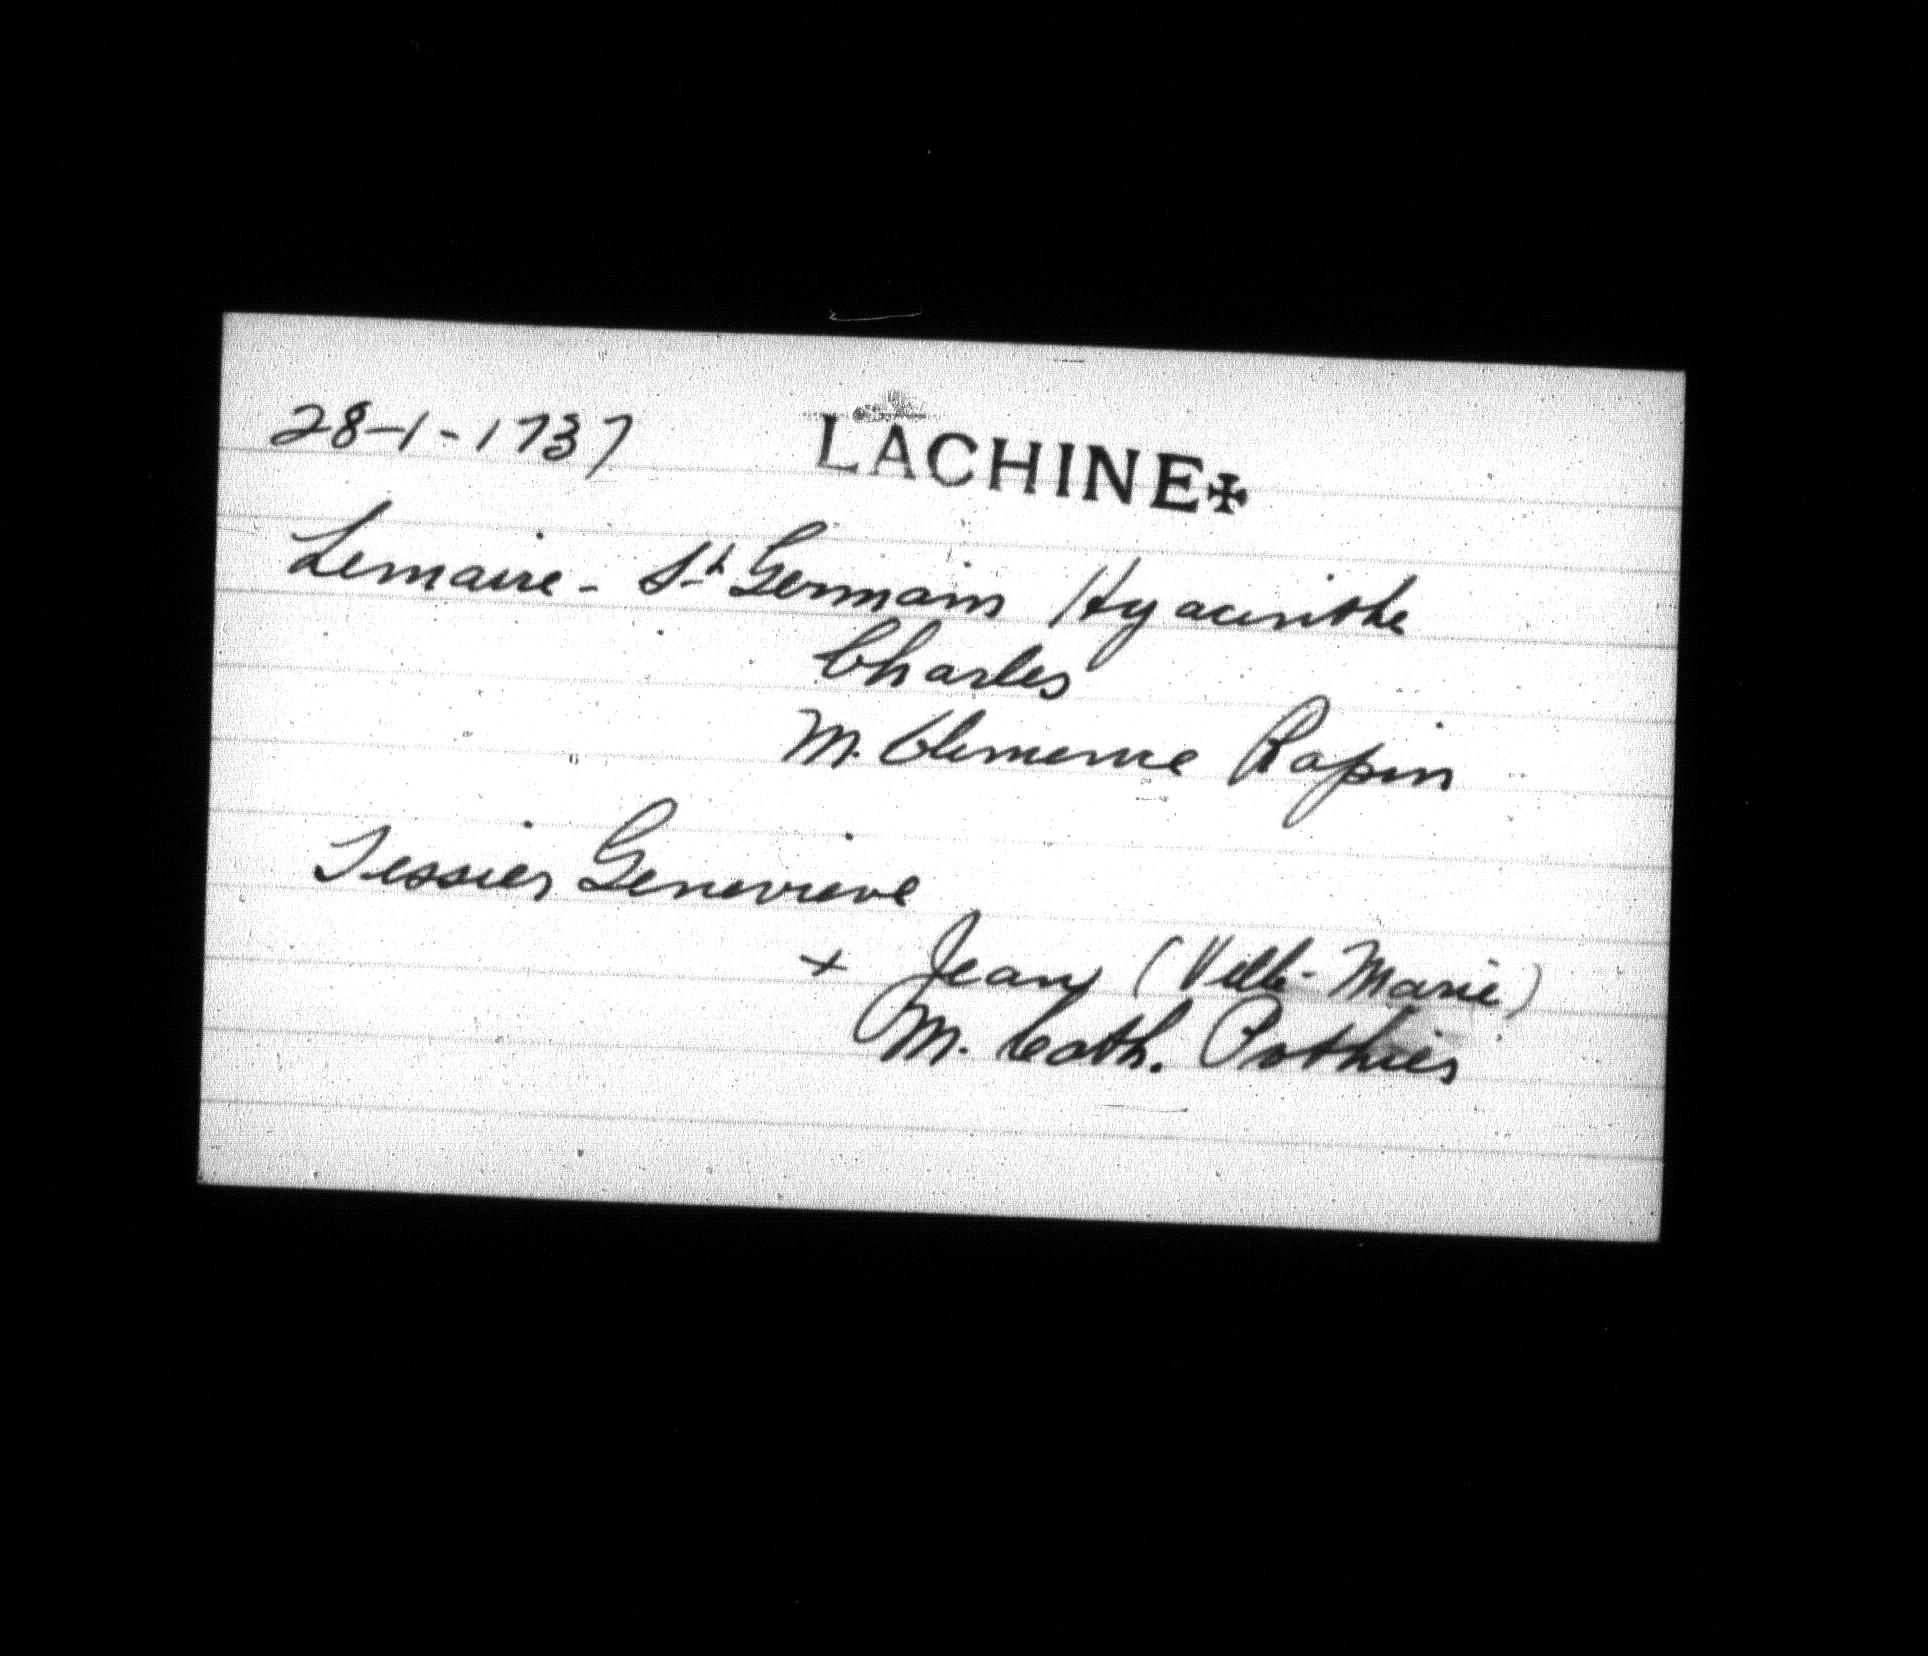 28-1-1737 LACHINE✠
Lemaire - St Germain Hyacinthe
Charles
M. Clemence Rapin
Tessier Genevieve
+ Jean (Ville-Marie)
M. Cath. Pothier